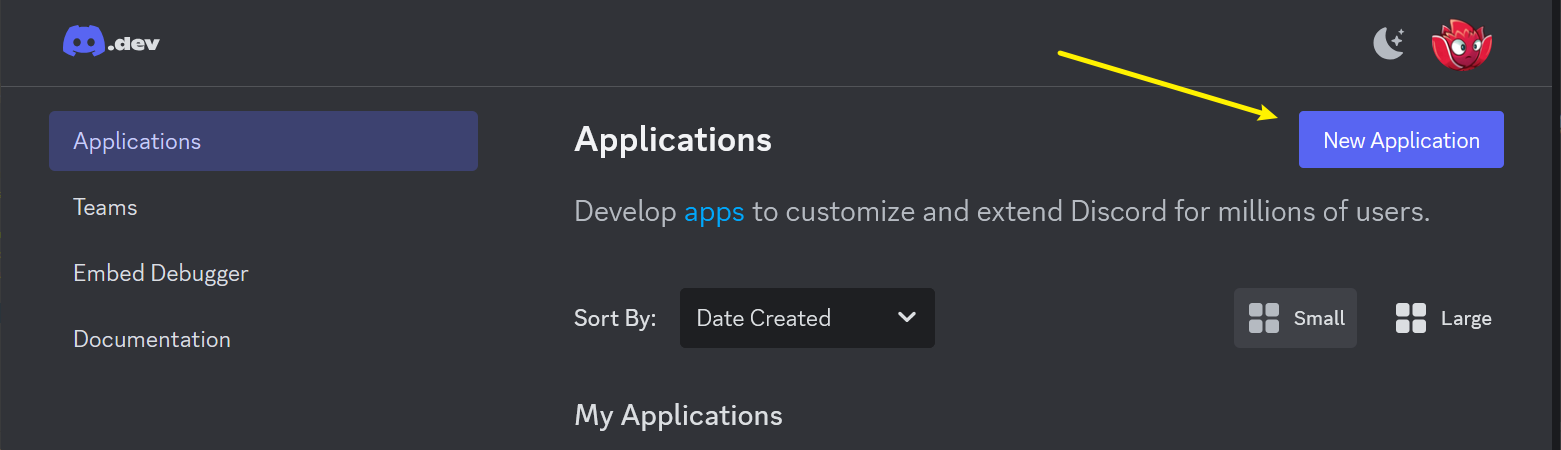 .dev
Applications
Teams
Embed Debugger
Documentation
Applications
New Application
Develop apps to customize and extend Discord for millions of users.
Sort By: Date Created Small Large
My Applications